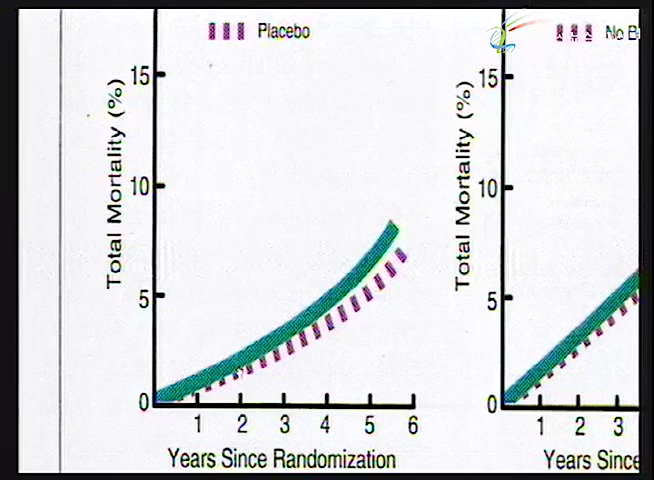 Placebo
Total Mortality (%)
15
10
5
0
1 2 3 4 5 6
Years Since Randomization
No
Total Mortality (%)
15
10
5
0
1 2 3
Years Since